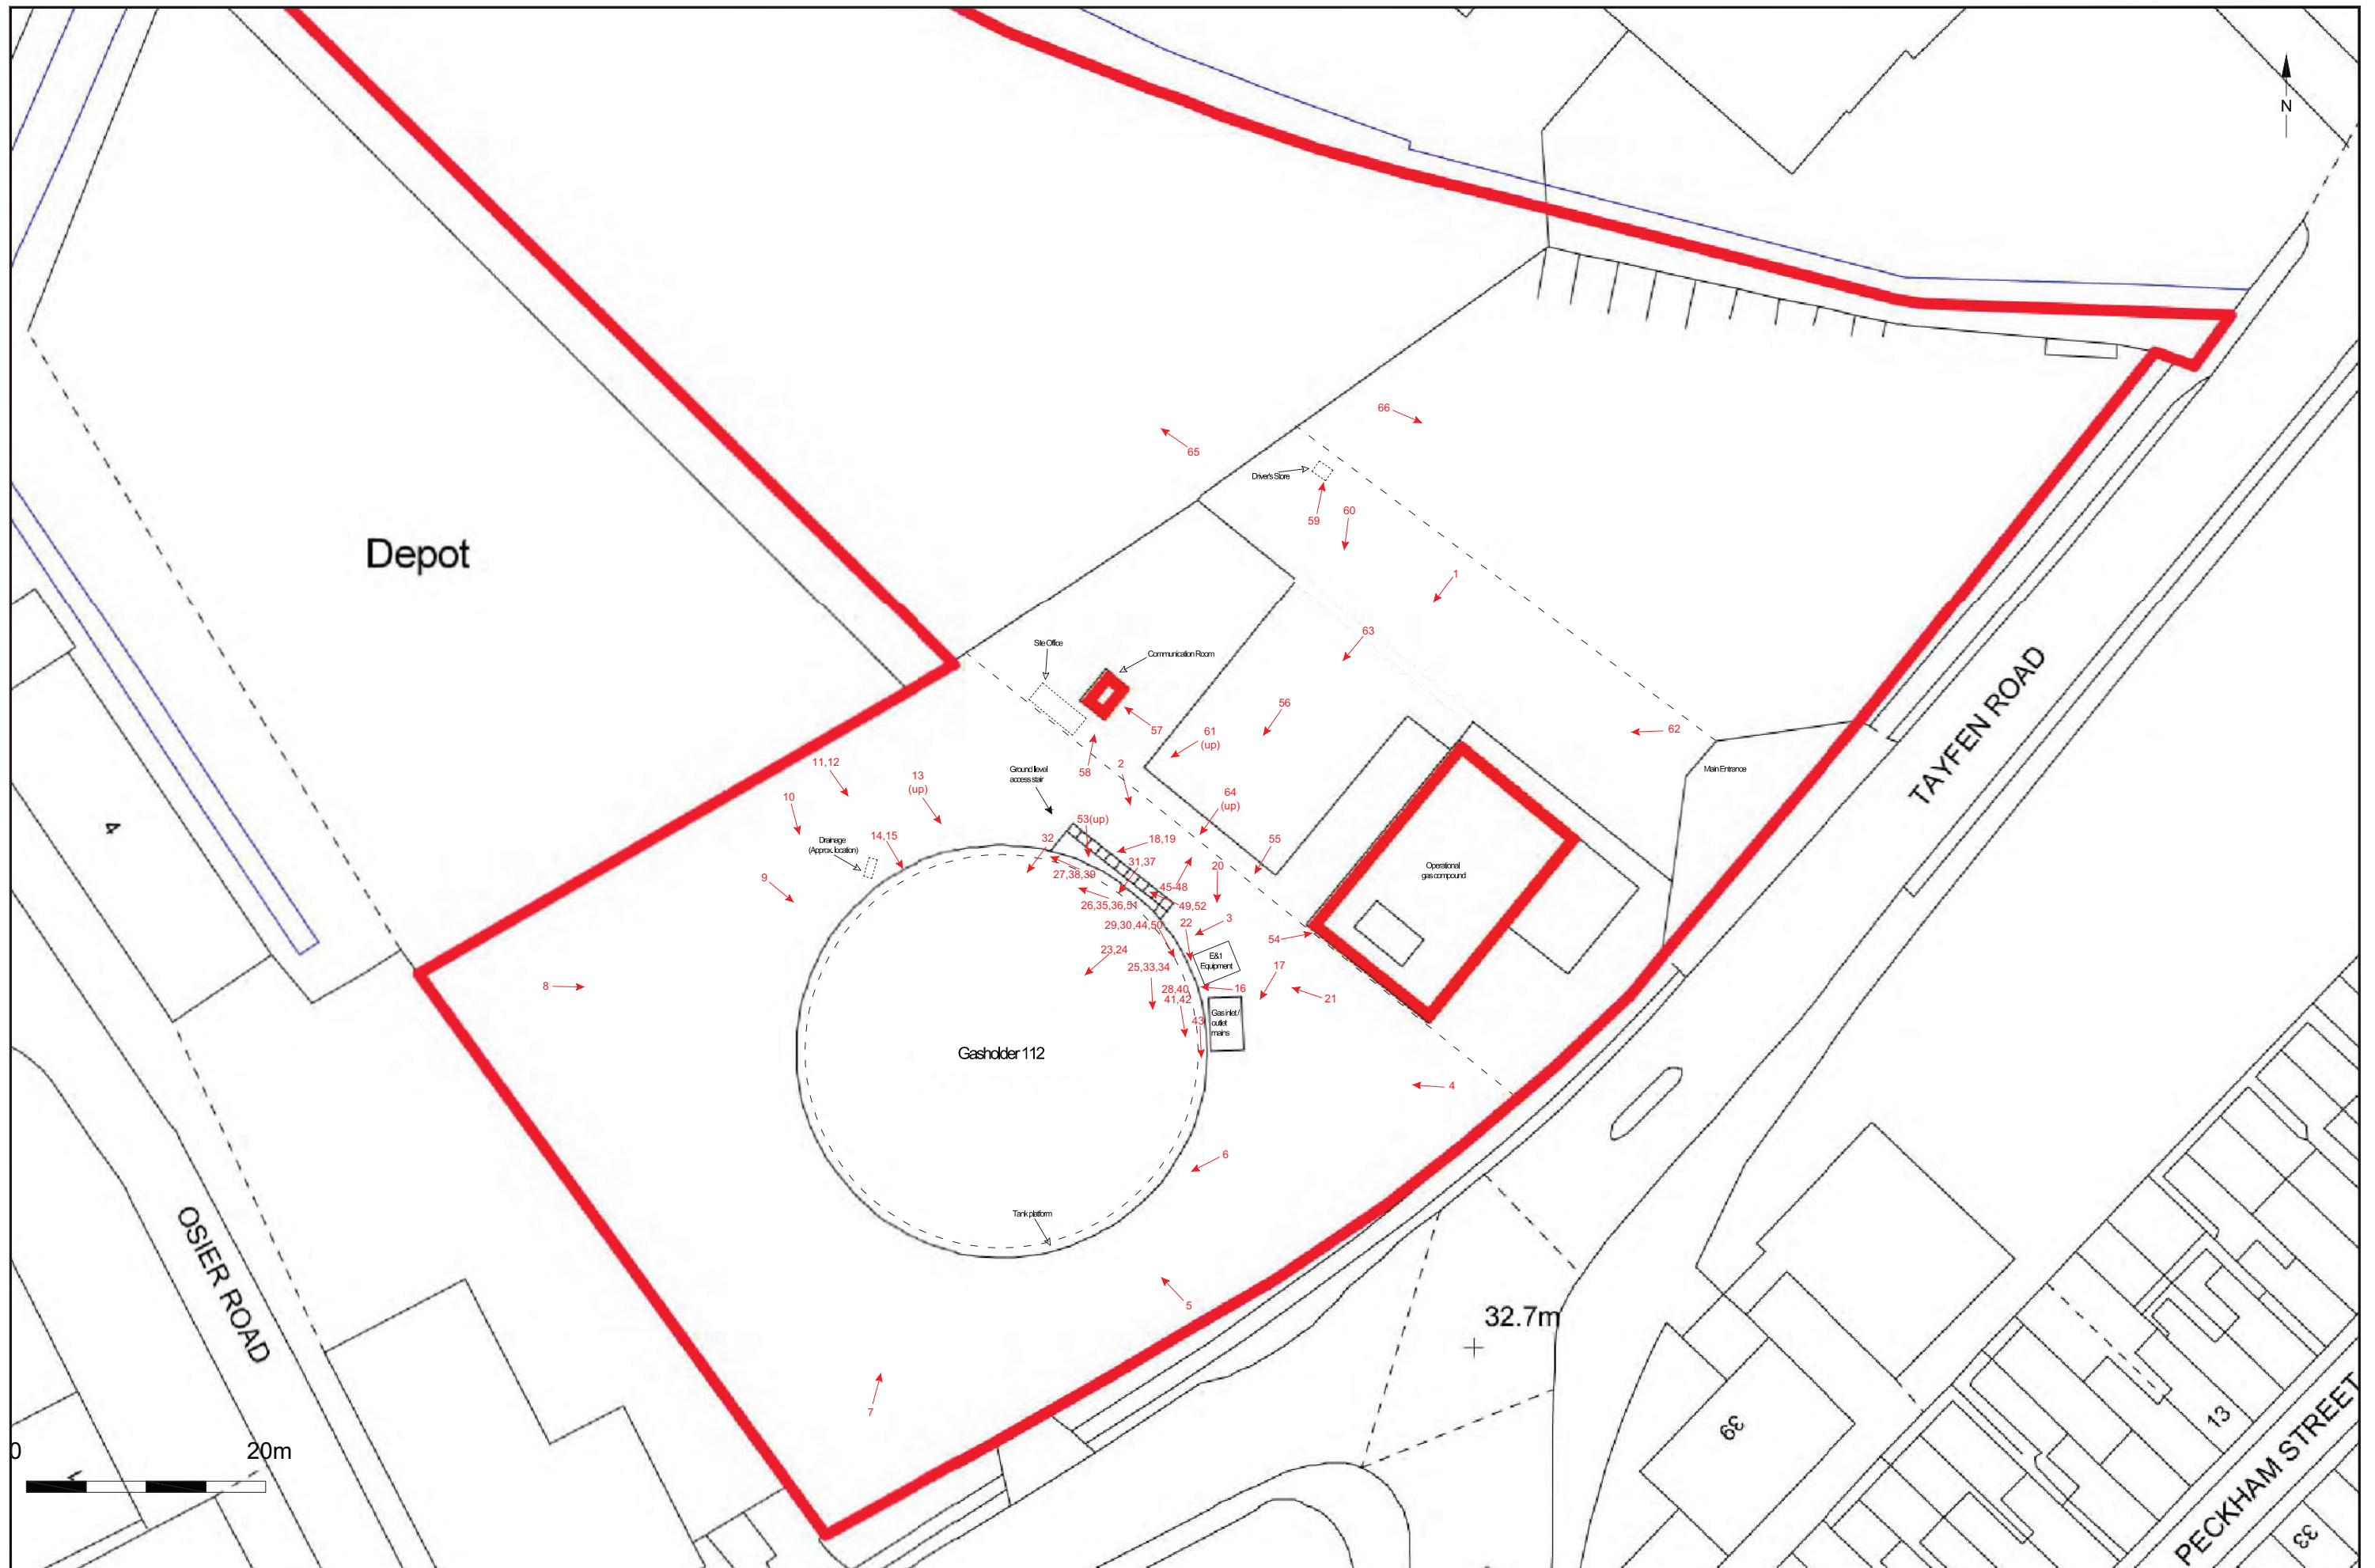 N
66
65
Driver's Store
59
60
Depot
1
63
Site Office
Communication Room
56
57
61
(up)
62
TAYFEN ROAD
58
2
11,12
Ground level
access stair
Main Entrance
13
(up)
10
64
(up)
4
53(up)
14,15
32
18,19
55
Drainage
(Approx. location)
31,37
20
Operational
gas compound
27,38,39
9
45-48
26,35,36,51
49,52
3
29,30,44,50
22
54
23,24
E&I
Equipment
25,33,34
17
8
28,40
41,42
16
21
Gas inlet /
outlet
mains
43
Gasholder 112
4
6
Tank platform
OSIER ROAD
5
32.7m
7
39
13
PECKHAM STREET
33
0
20m